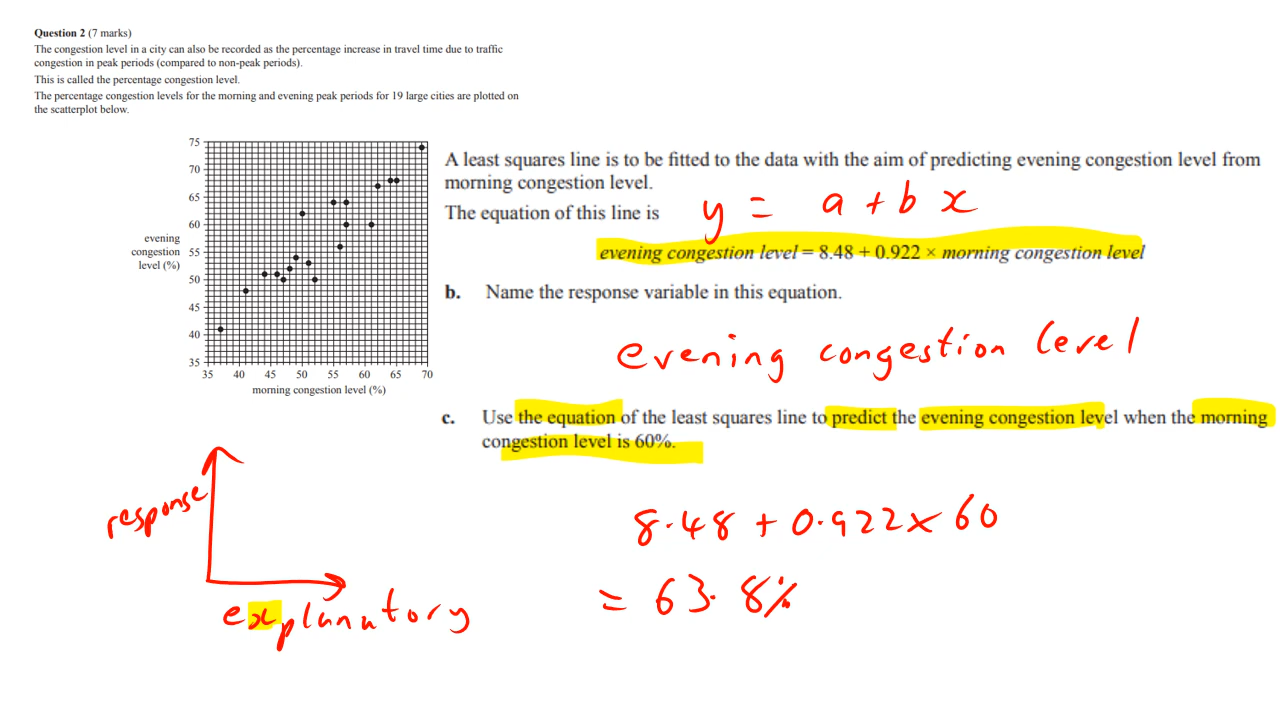 Question 2 (7 marks)
The congestion level in a city can also be recorded as the percentage increase in travel time due to traffic
congestion in peak periods (compared to non-peak periods).
This is called the percentage congestion level.
The percentage congestion levels for the morning and evening peak periods for 19 large cities are plotted on
the scatterplot below.
75
70
65
60
55
50
45
40
35
evening
congestion
level (%)
35 40 45 50 55 60 65 70
morning congestion level (%)
A least squares line is to be fitted to the data with the aim of predicting evening congestion level from
morning congestion level.
The equation of this line is
y = a + b x
evening congestion level = 8.48 + 0.922 × morning congestion level
b. Name the response variable in this equation.
evening congestion level
c. Use the equation of the least squares line to predict the evening congestion level when the morning
congestion level is 60%.
response
explanatory
8.48 + 0.922 × 60
= 63.8%